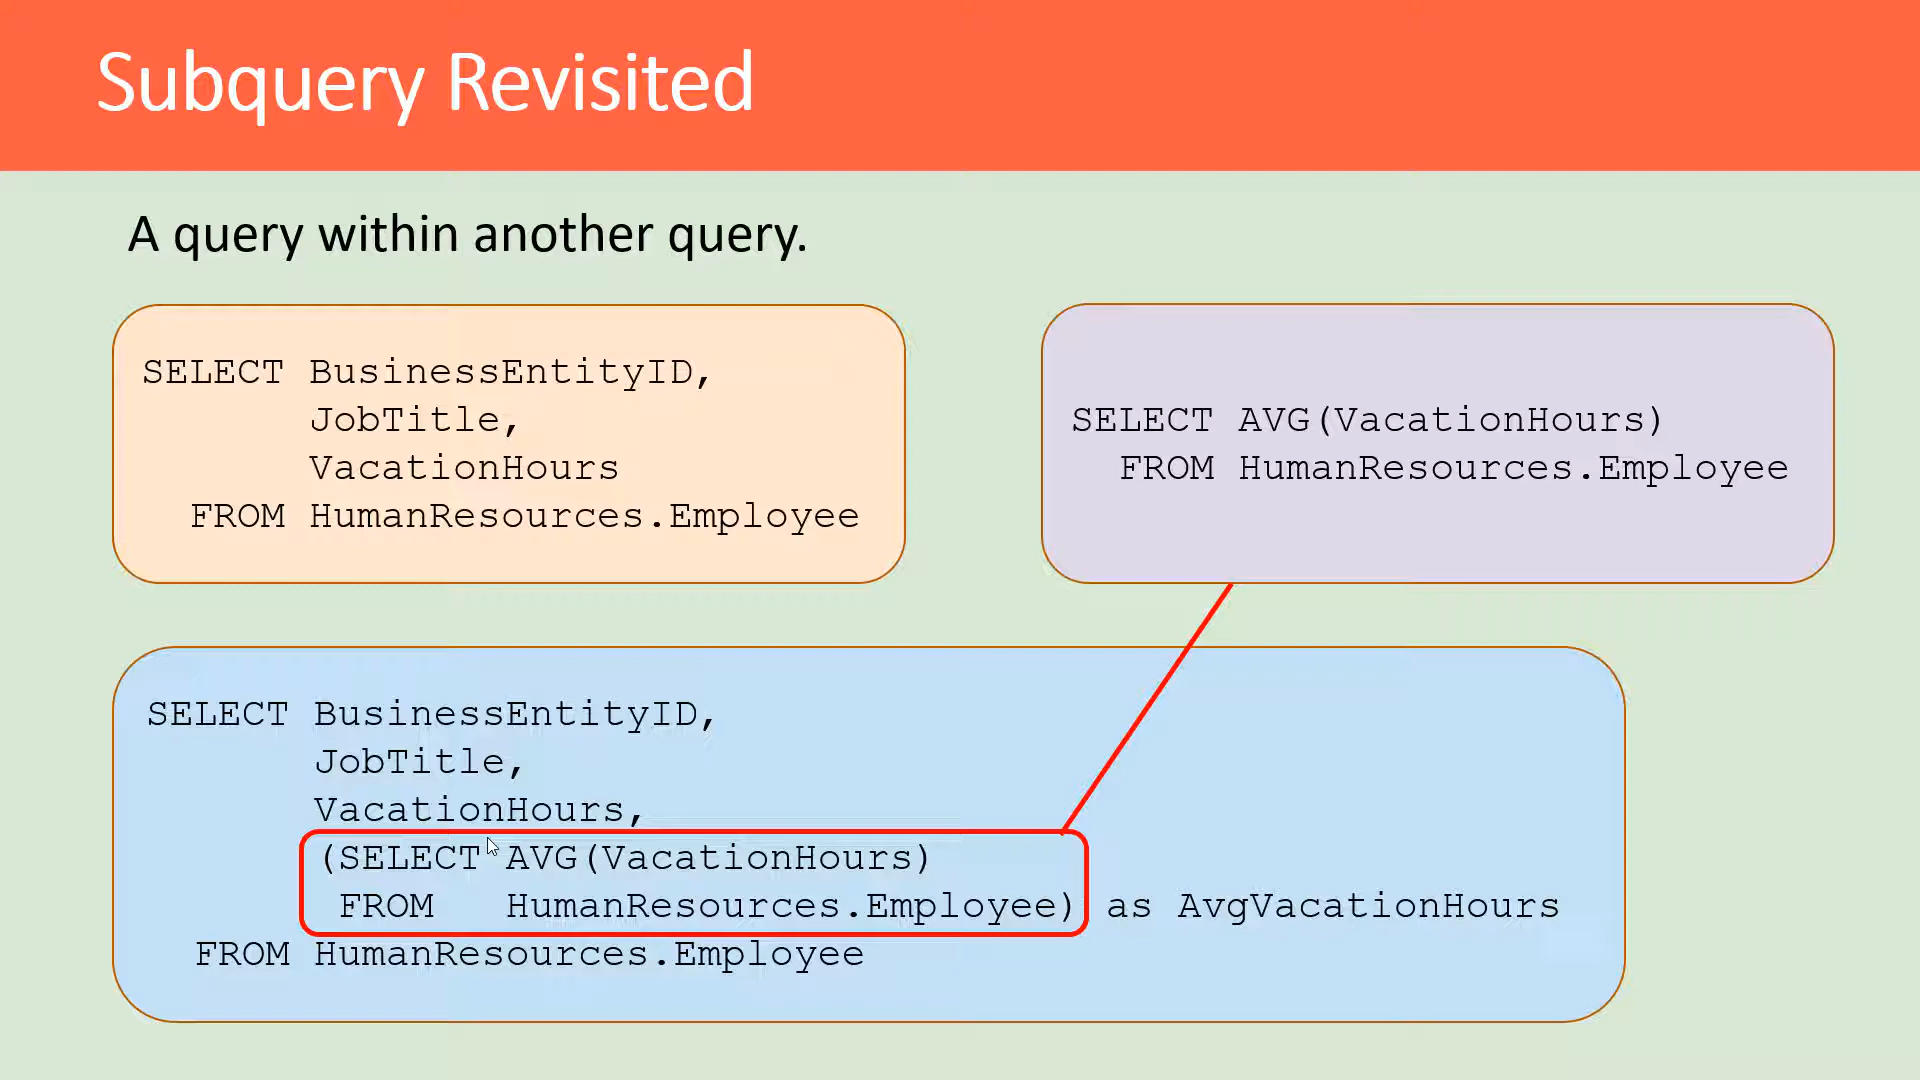 Subquery Revisited
A query within another query.
SELECT BusinessEntityID,
JobTitle,
VacationHours
FROM HumanResources.Employee
SELECT AVG(VacationHours)
FROM HumanResources.Employee
SELECT BusinessEntityID,
JobTitle,
VacationHours,
(SELECT AVG(VacationHours)
FROM HumanResources.Employee) as AvgVacationHours
FROM HumanResources.Employee